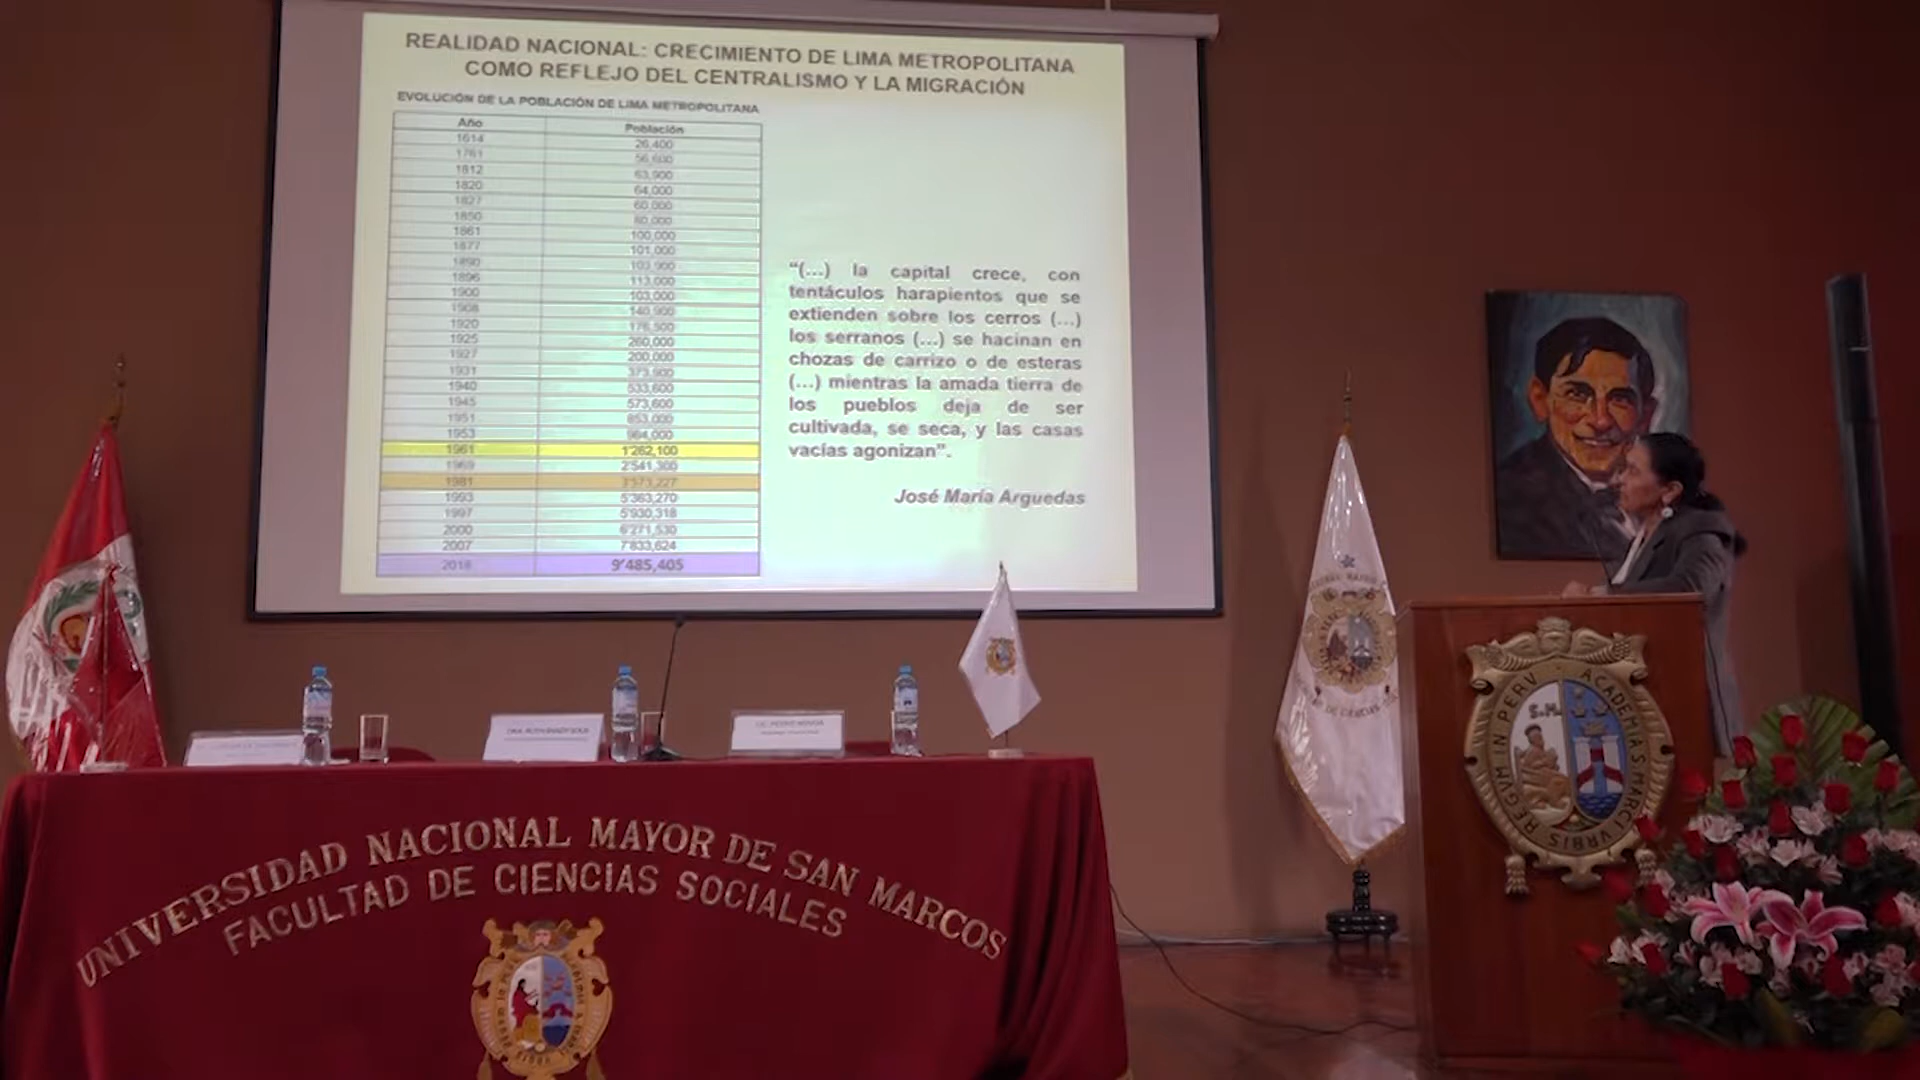 REALIDAD NACIONAL: CRECIMIENTO DE LIMA METROPOLITANA
COMO REFLEJO DEL CENTRALISMO Y LA MIGRACIÓN
EVOLUCIÓN DE LA POBLACIÓN DE LIMA METROPOLITANA
Año Población
1614 26,400
1761 56,600
1812 63,900
1820 64,000
1827 60,000
1850 80,000
1861 100,000
1877 101,000
1890 103,900
1896 113,000
1900 103,000
1908 140,900
1920 176,500
1925 260,000
1927 200,000
1931 373,900
1940 533,600
1945 573,600
1951 853,000
1953 984,000
1961 1'262,100
1969 2'541,300
1981 3'573,227
1993 5'363,270
1997 5'930,318
2000 6'271,530
2007 7'833,624
9'485,405
“(...) la capital crece, con
tentáculos harapientos que se
extienden sobre los cerros (...)
los serranos (...) se hacinan en
chozas de carrizo o de esteras
(...) mientras la amada tierra de
los pueblos deja de ser
cultivada, se seca, y las casas
vacías agonizan”.
José María Arguedas
UNIVERSIDAD NACIONAL MAYOR DE SAN MARCOS
FACULTAD DE CIENCIAS SOCIALES
ACADEMIA S MARCI VRBIS REGVM IN PERV